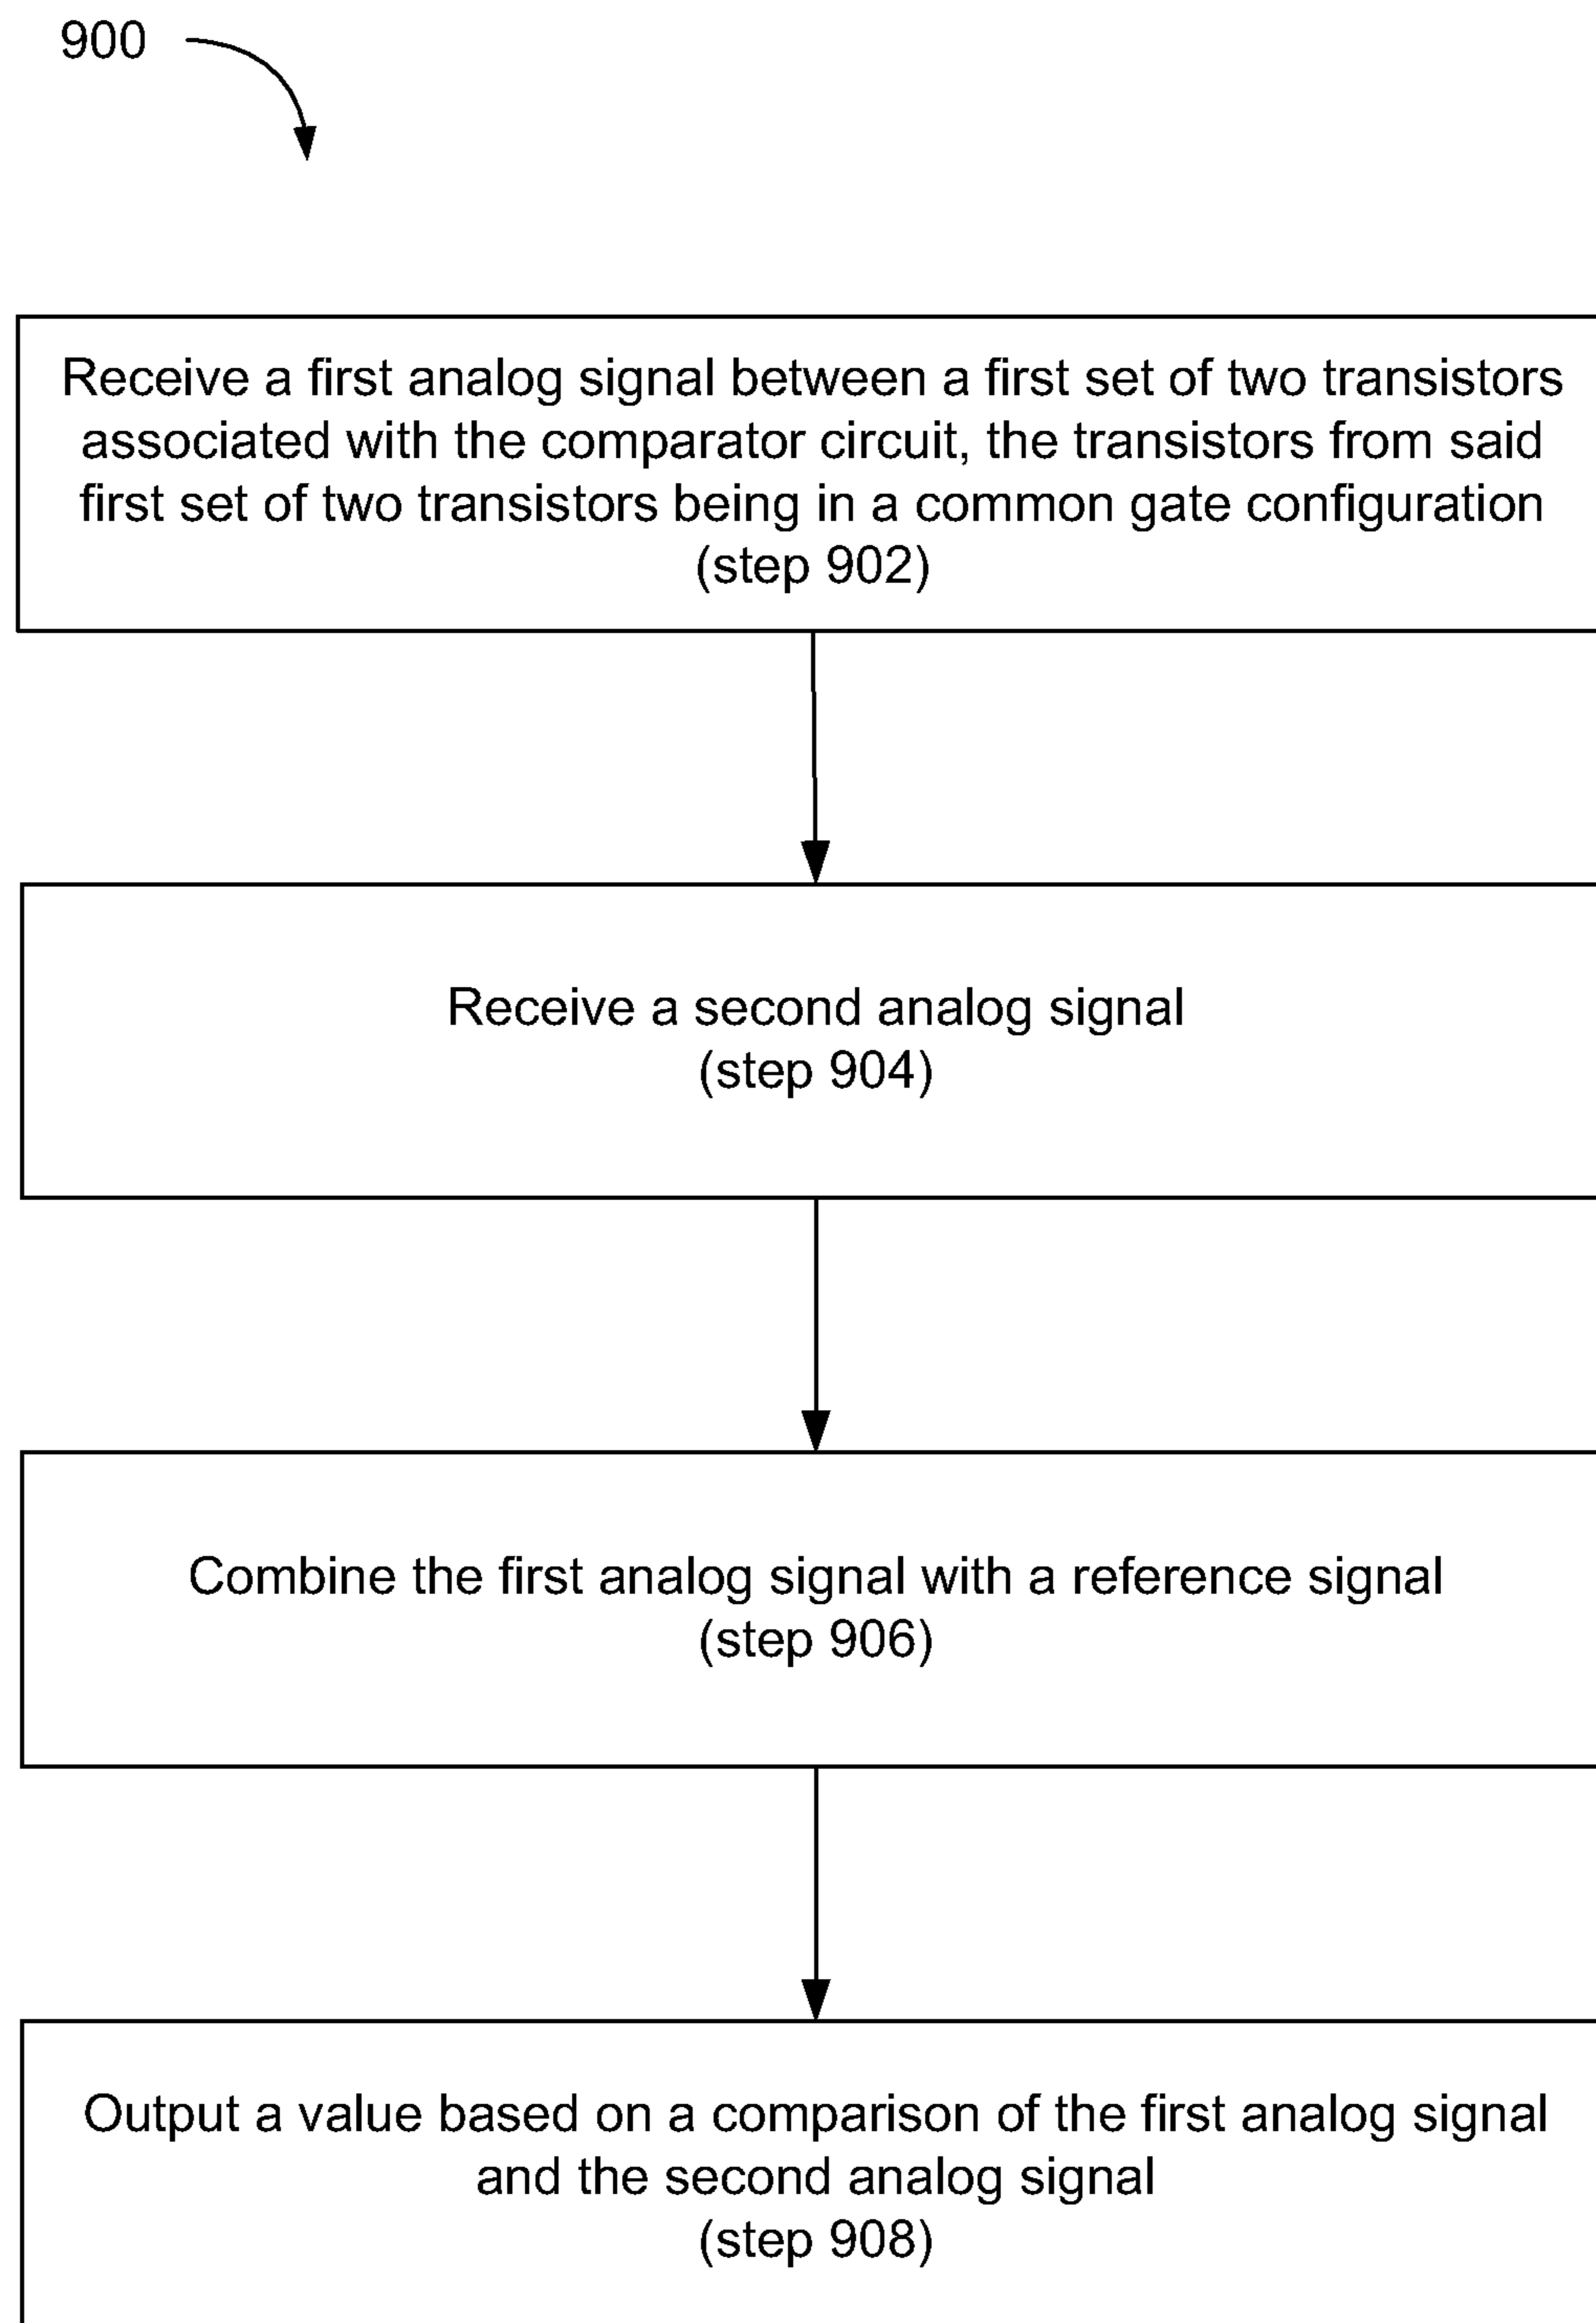 900
Receive a first analog signal between a first set of two transistors
associated with the comparator circuit, the transistors from said
first set of two transistors being in a common gate configuration
(step 902)
Receive a second analog signal
(step 904)
Combine the first analog signal with a reference signal
(step 906)
Output a value based on a comparison of the first analog signal
and the second analog signal
(step 908)